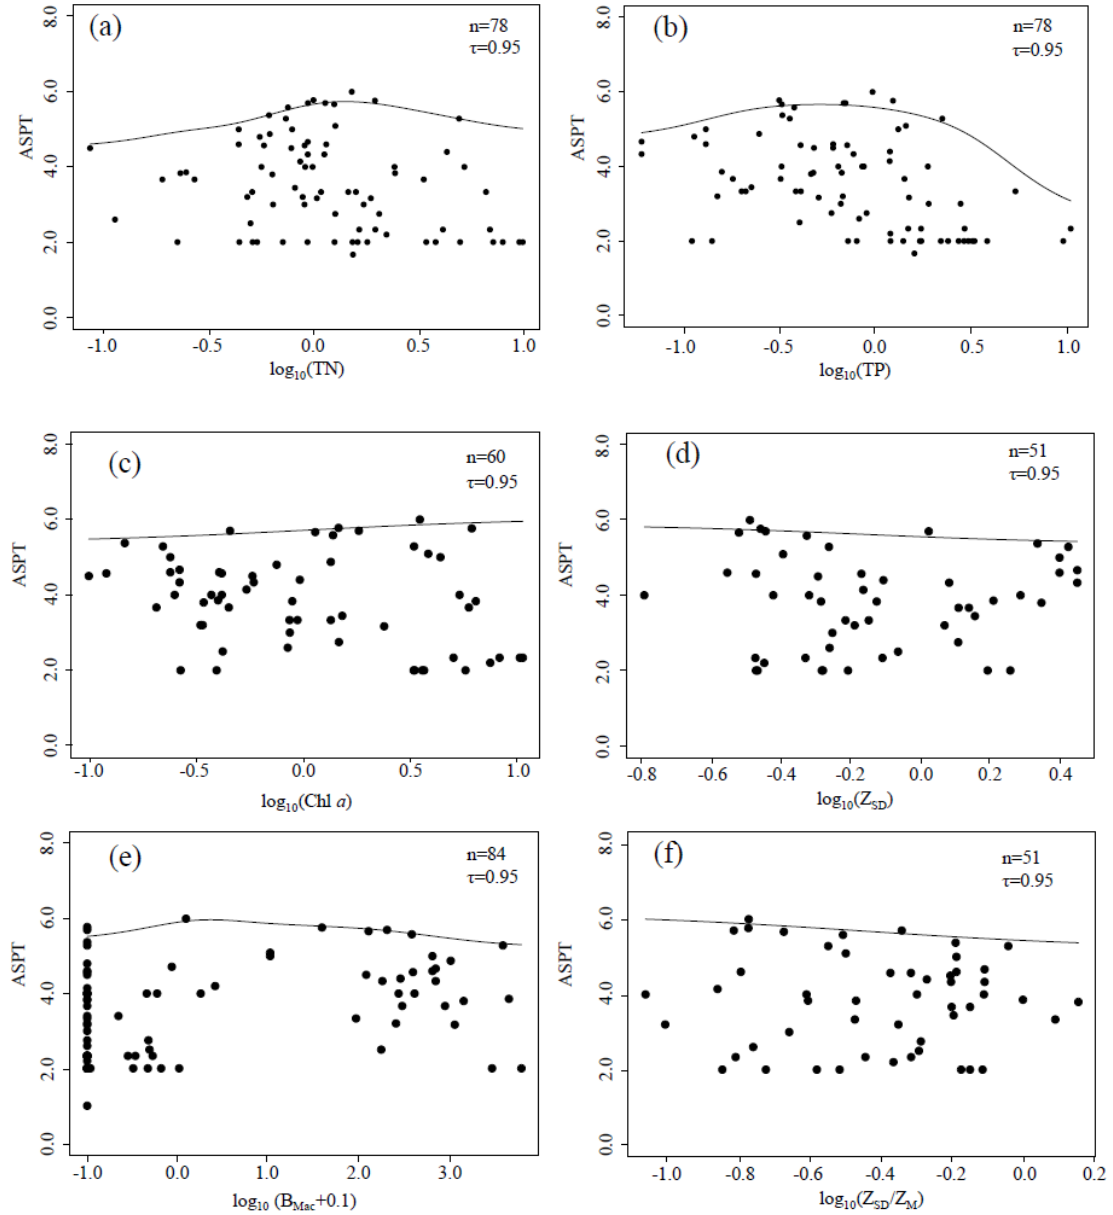 (a)
n=78
τ=0.95
ASPT
8.0
6.0
4.0
2.0
0.0
-1.0
-0.5
0.0
0.5
1.0
log10(TN)
(b)
n=78
τ=0.95
ASPT
8.0
6.0
4.0
2.0
0.0
-1.0
-0.5
0.0
0.5
1.0
log10(TP)
(c)
n=60
τ=0.95
ASPT
8.0
6.0
4.0
2.0
0.0
-1.0
-0.5
0.0
0.5
1.0
log10(Chl a)
(d)
n=51
τ=0.95
ASPT
8.0
6.0
4.0
2.0
0.0
-0.8
-0.6
-0.4
-0.2
0.0
0.2
0.4
log10(ZSD)
(e)
n=84
τ=0.95
ASPT
8.0
6.0
4.0
2.0
0.0
-1.0
0.0
1.0
2.0
3.0
log10 (BMac+0.1)
(f)
n=51
τ=0.95
ASPT
8.0
6.0
4.0
2.0
0.0
-1.0
-0.8
-0.6
-0.4
-0.2
0.0
0.2
log10(ZSD/ZM)